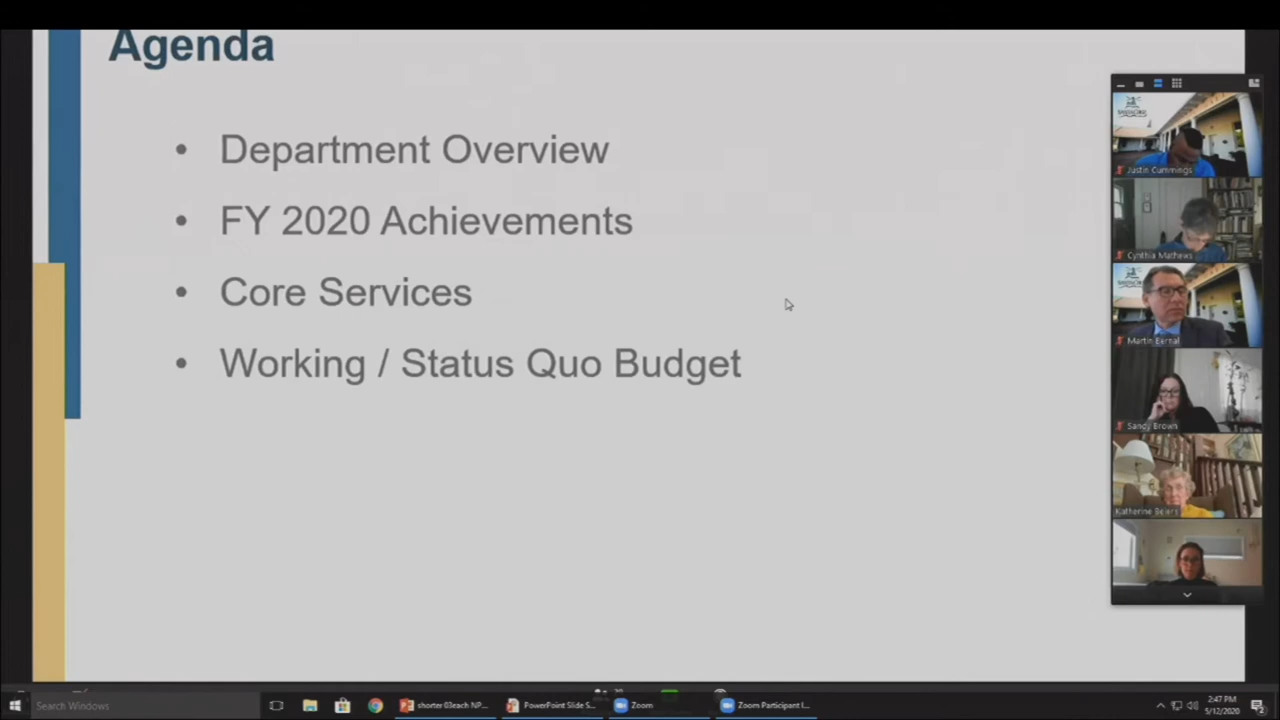 Agenda
• Department Overview
• FY 2020 Achievements
• Core Services
• Working / Status Quo Budget
Justin Cummings
Cynthia Mathews
Martin Bernal
Sandy Brown
Katherine Beiers
Search Windows
shorter 03each NP...
PowerPoint Slide S...
Zoom
Zoom Participant I...
2:47 PM
5/12/2020